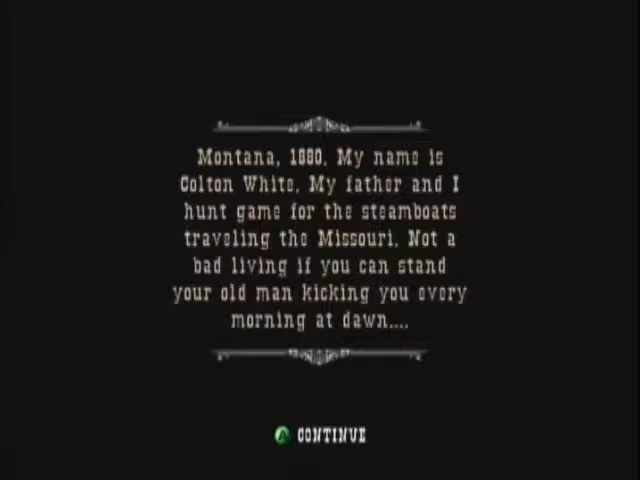 Montana, 1880. My name is
Colton White. My father and I
hunt game for the steamboats
traveling the Missouri. Not a
bad living if you can stand
your old man kicking you every
morning at dawn....
A CONTINUE